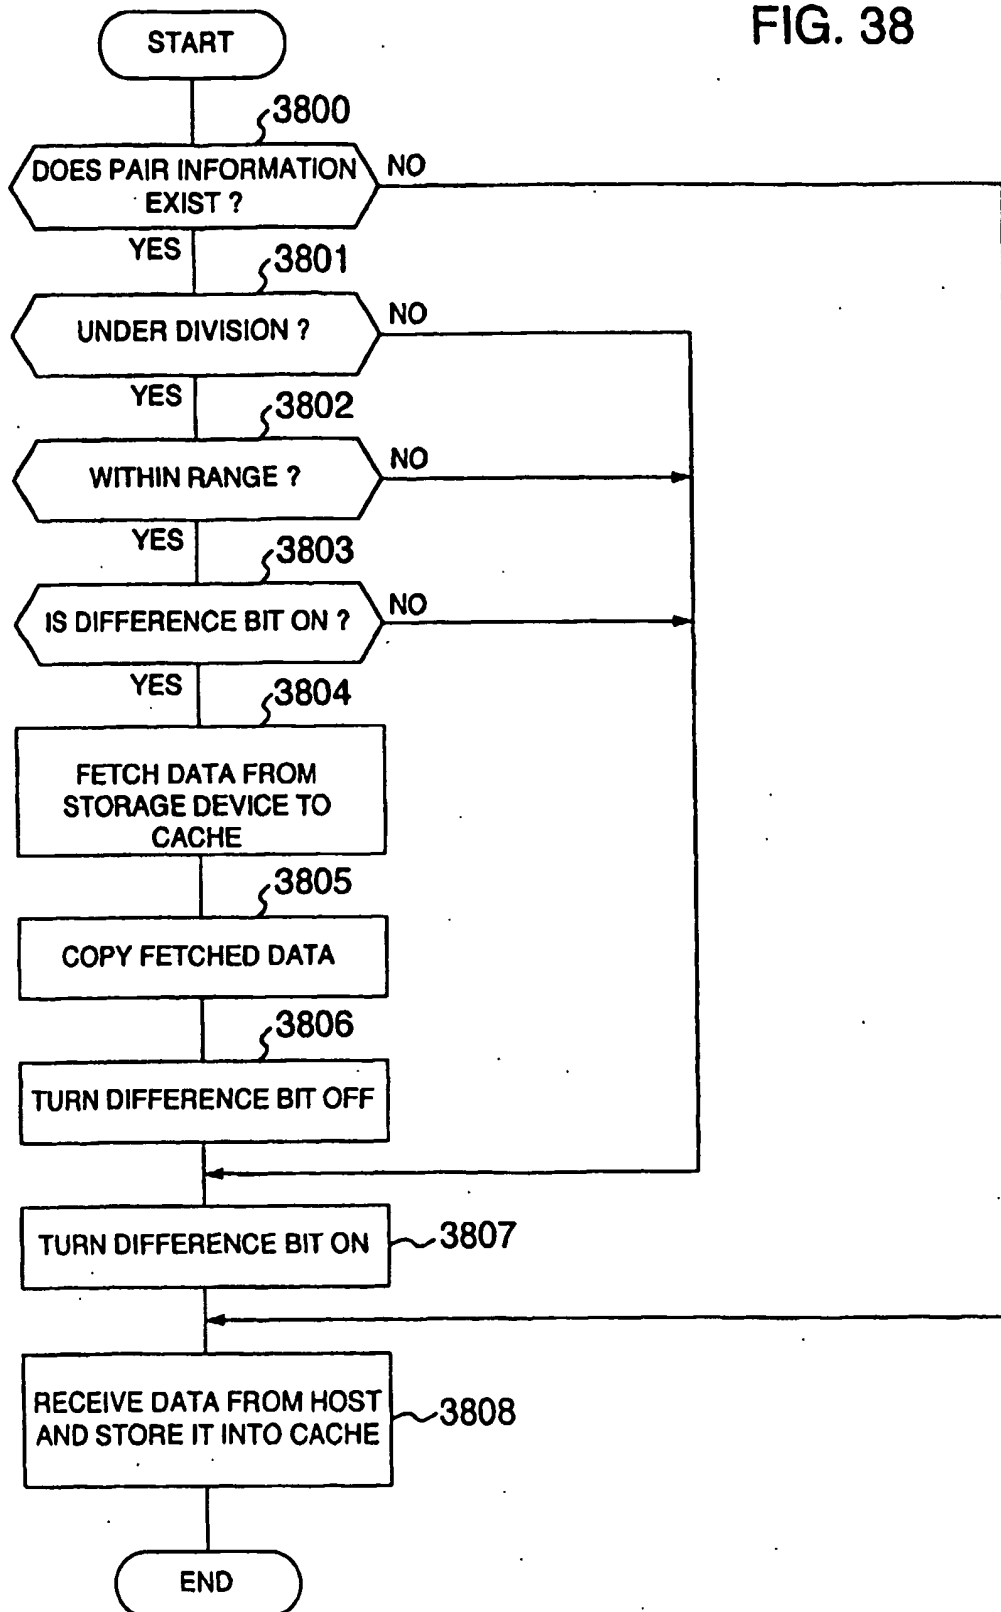 FIG. 38
START
3800
DOES PAIR INFORMATION
EXIST ?
NO
YES
3801
UNDER DIVISION ?
NO
YES
3802
WITHIN RANGE ?
NO
YES
3803
IS DIFFERENCE BIT ON ?
NO
YES
3804
FETCH DATA FROM
STORAGE DEVICE TO
CACHE
3805
COPY FETCHED DATA
3806
TURN DIFFERENCE BIT OFF
TURN DIFFERENCE BIT ON
3807
RECEIVE DATA FROM HOST
AND STORE IT INTO CACHE
3808
END